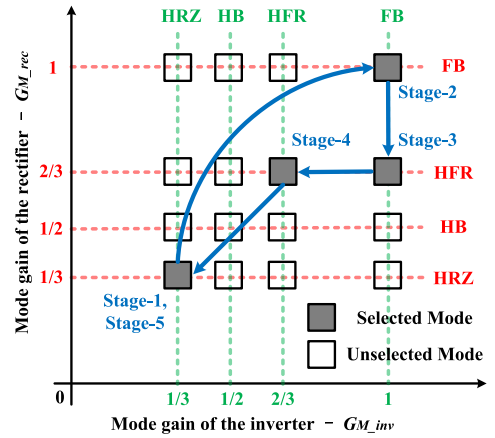 HRZ HB HFR FB
1 FB
Stage-2
Stage-4 Stage-3
2/3 HFR
1/2 HB
1/3 HRZ
Stage-1,
Stage-5
Selected Mode
Unselected Mode
0 1/3 1/2 2/3 1
Mode gain of the inverter – GM_inv
Mode gain of the rectifier – GM_rec